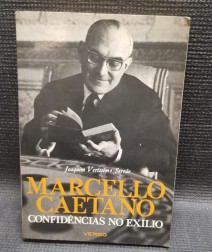 Joaquim Veríssimo Serrão
MARCELLO
CAETANO
CONFIDÊNCIAS NO EXÍLIO
VERBO